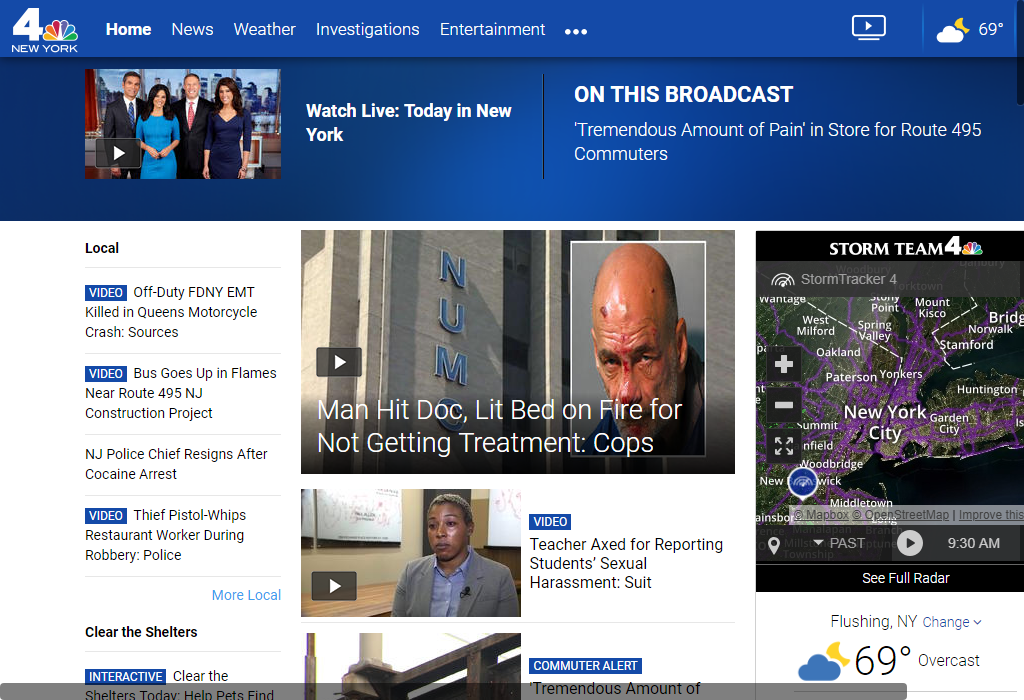 4
NEW YORK
Home
News
Weather
Investigations
Entertainment
69°
Watch Live: Today in New
York
ON THIS BROADCAST
'Tremendous Amount of Pain' in Store for Route 495
Commuters
Local
VIDEO Off-Duty FDNY EMT
Killed in Queens Motorcycle
Crash: Sources
VIDEO Bus Goes Up in Flames
Near Route 495 NJ
Construction Project
NJ Police Chief Resigns After
Cocaine Arrest
VIDEO Thief Pistol-Whips
Restaurant Worker During
Robbery: Police
More Local
Clear the Shelters
INTERACTIVE Clear the
Shelters Today: Help Pets Find
NUMC
Man Hit Doc, Lit Bed on Fire for
Not Getting Treatment: Cops
VIDEO
Teacher Axed for Reporting
Students' Sexual
Harassment: Suit
COMMUTER ALERT
'Tremendous Amount of
STORM TEAM 4
StormTracker 4
Wantage
Stony
Point
Mount
Kisco
West
Milford
Spring
Valley
Norwalk
Stamford
Oakland
Paterson
Yonkers
Huntington
New York
City
Garden
City
Woodbridge
Middletown
© Mapbox © OpenStreetMap | Improve this
PAST
9:30 AM
See Full Radar
Flushing, NY Change
69° Overcast